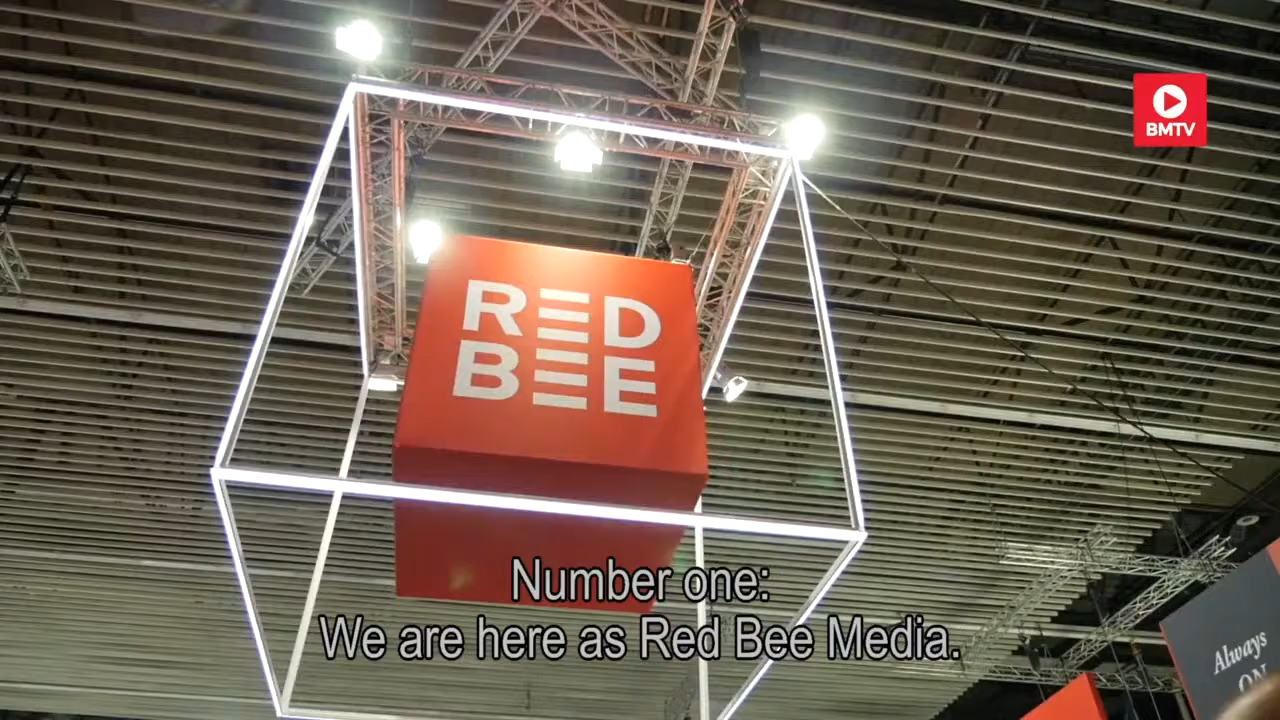 BMTV
RED
BEE
Number one:
We are here as Red Bee Media.
Always
ON